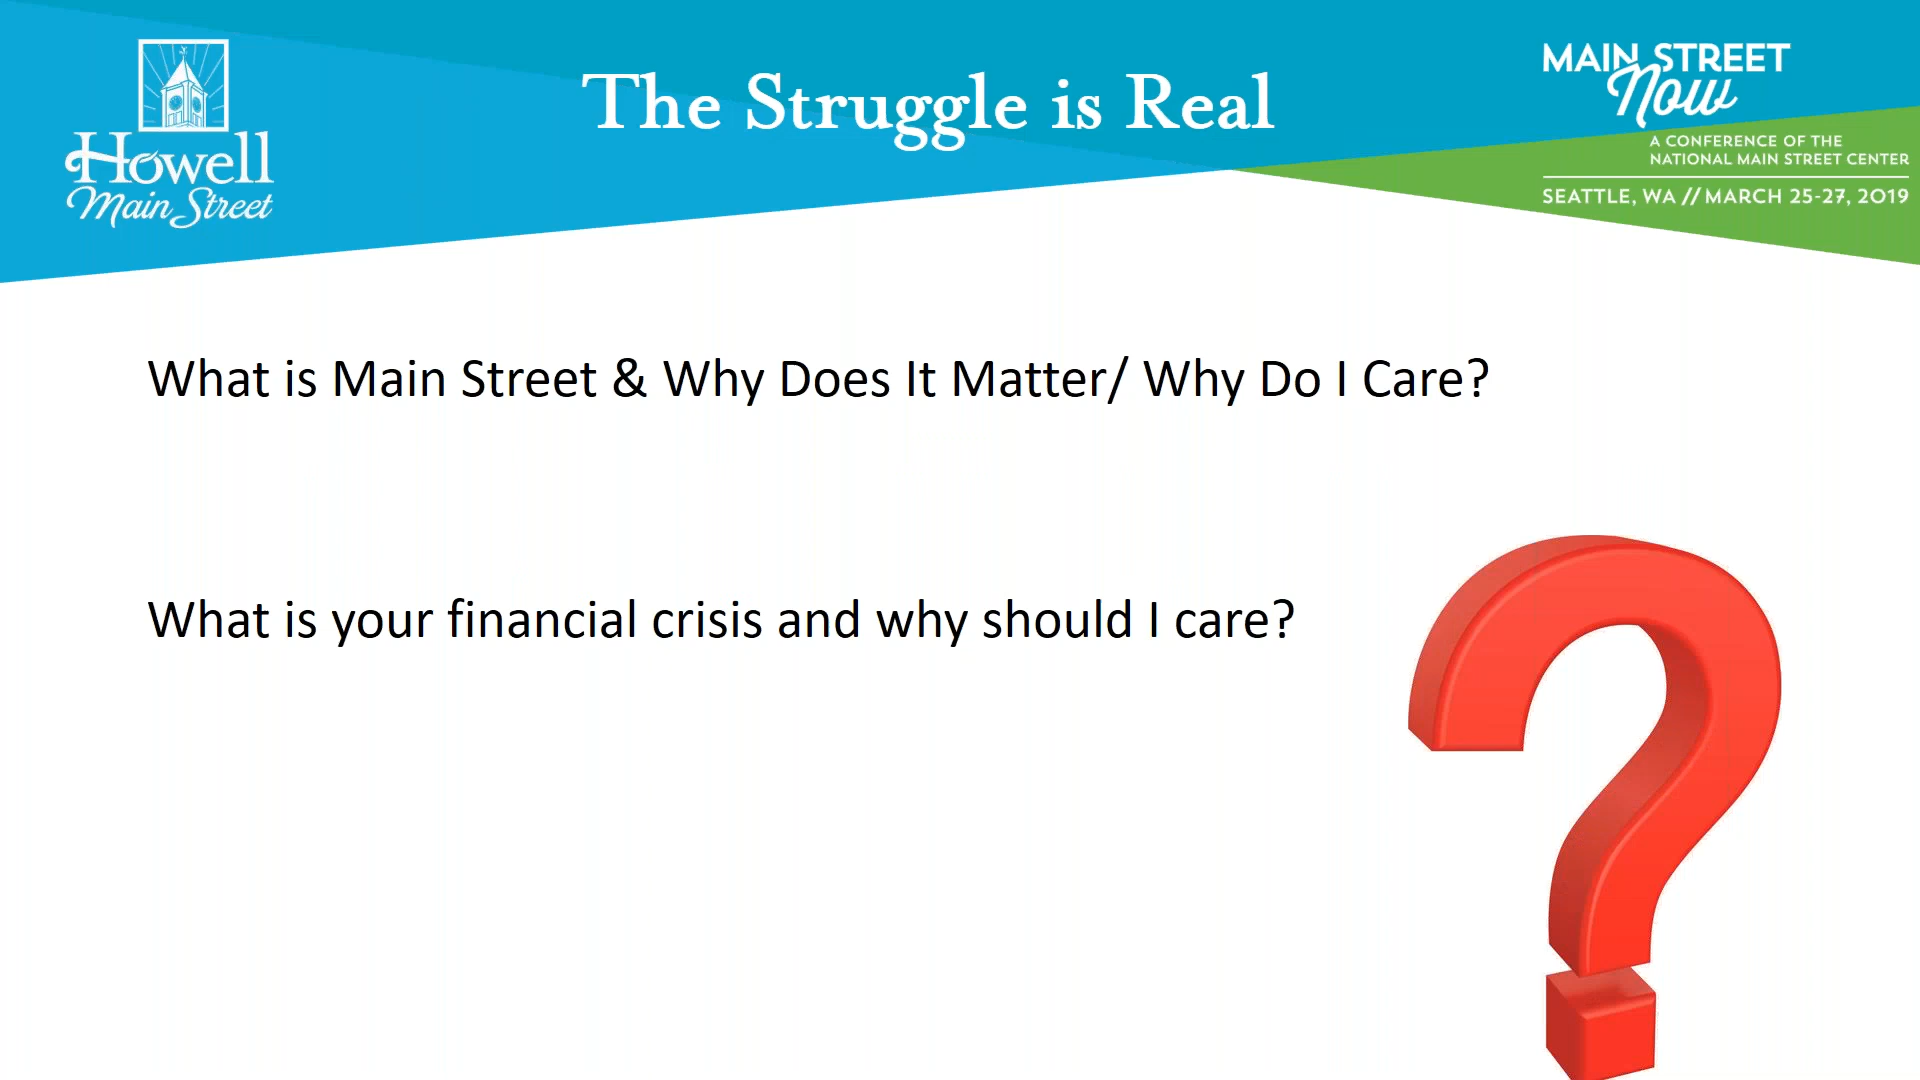 Howell
Main Street
The Struggle is Real
MAIN STREET
Now
A CONFERENCE OF THE
NATIONAL MAIN STREET CENTER
SEATTLE, WA // MARCH 25-27, 2019
What is Main Street & Why Does It Matter/ Why Do I Care?
What is your financial crisis and why should I care?
?